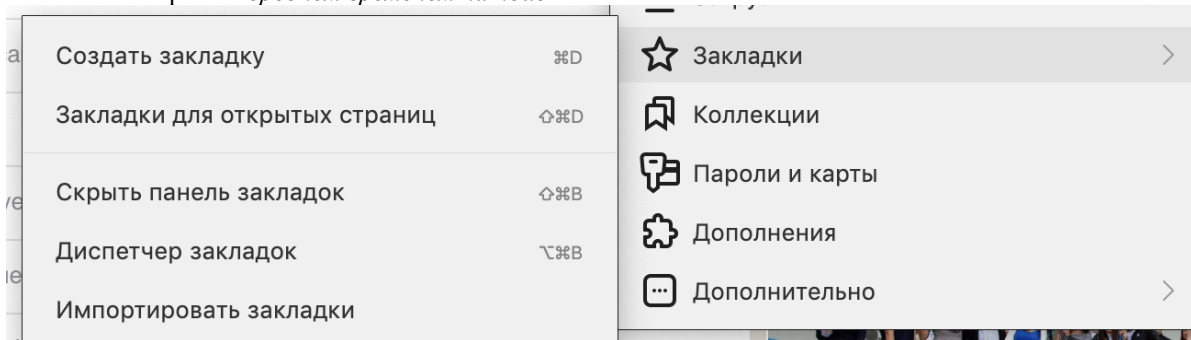 Создать закладку ⌘D
Закладки для открытых страниц ⇧⌘D
Скрыть панель закладок ⇧⌘B
Диспетчер закладок ⌥⌘B
Импортировать закладки
Закладки
Коллекции
Пароли и карты
Дополнения
Дополнительно